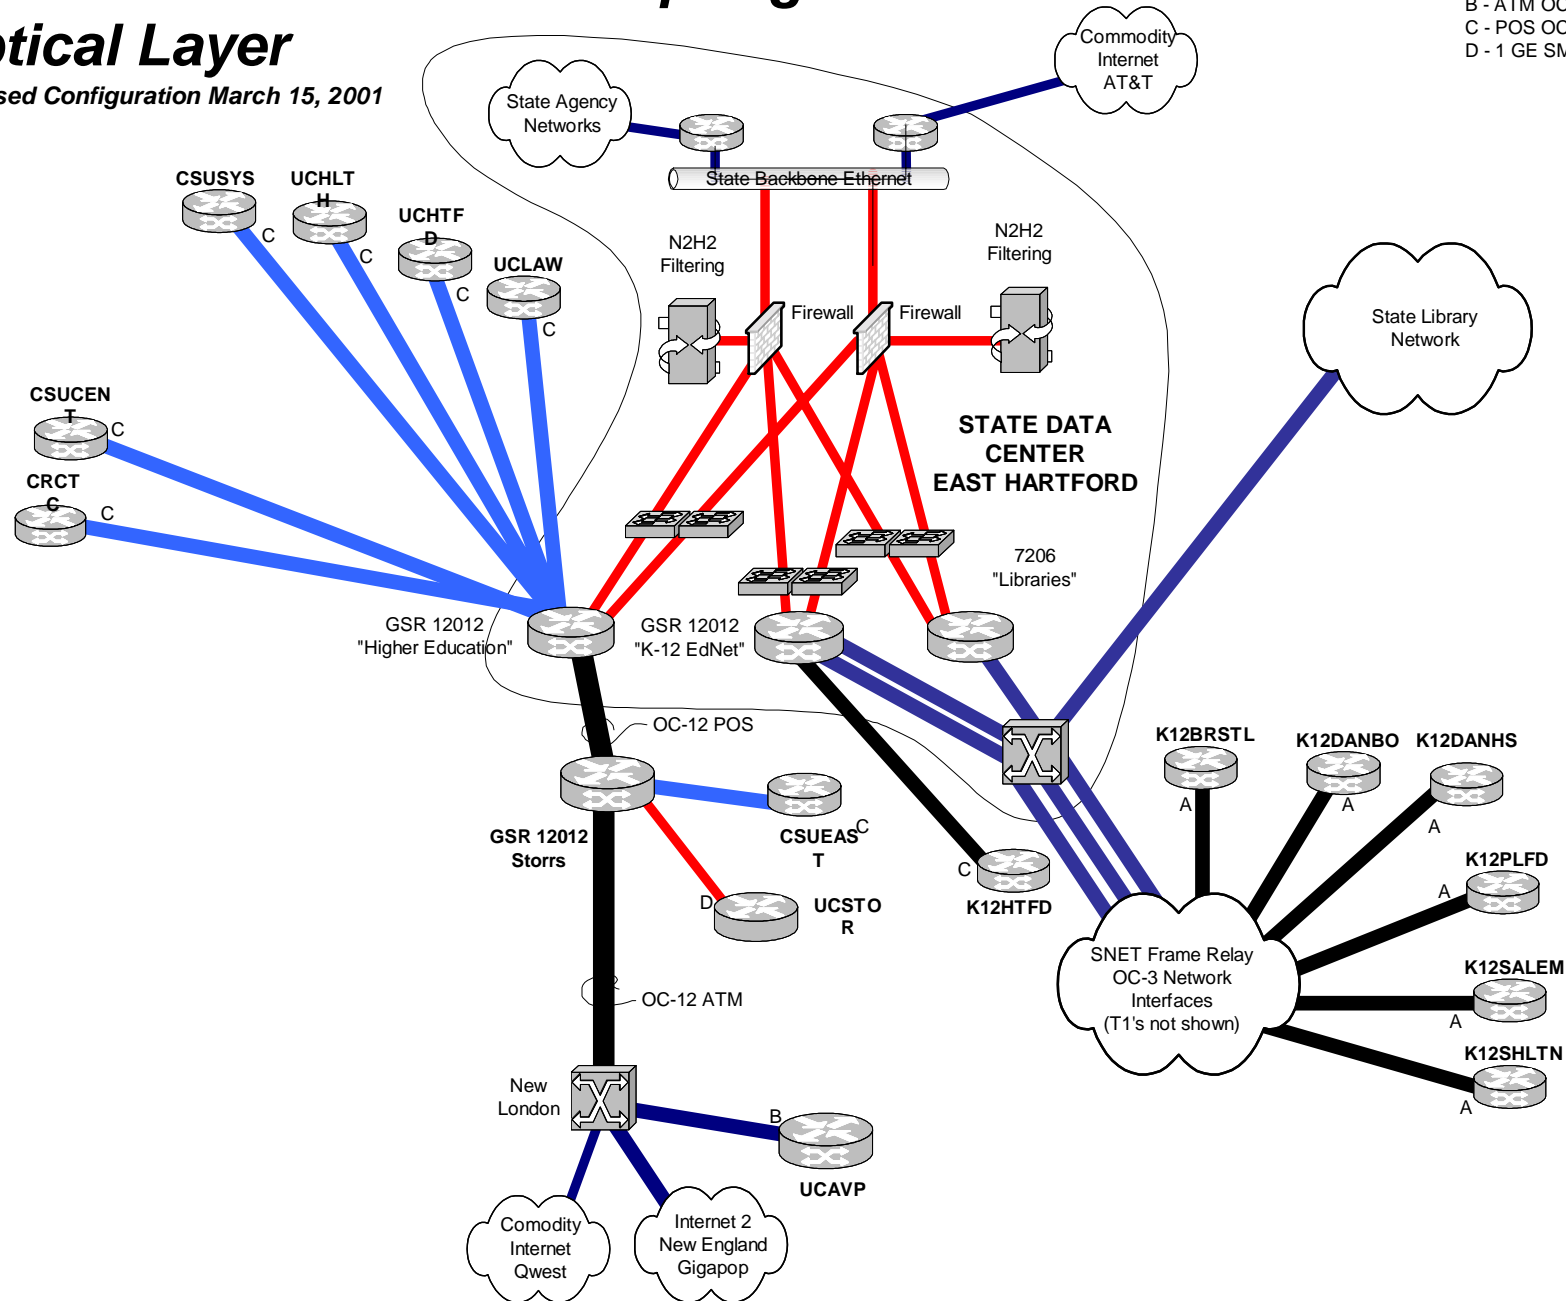 ptical Layer
sed Configuration March 15, 2001
B - ATM OC
C - POS OC
D - 1 GE SM
Commodity
Internet
AT&T
State Agency
Networks
State Backbone Ethernet
CSUSYS
C
UCHLT
H
C
UCHTF
D
C
UCLAW
C
N2H2
Filtering
N2H2
Filtering
Firewall
Firewall
State Library
Network
CSUCEN
T
C
CRCT
C
C
STATE DATA
CENTER
EAST HARTFORD
7206
"Libraries"
GSR 12012
"Higher Education"
GSR 12012
"K-12 EdNet"
OC-12 POS
GSR 12012
Storrs
CSUEAS
T
C
D
UCSTO
R
C
K12HTFD
K12BRSTL
A
K12DANBO
A
K12DANHS
A
K12PLFD
A
K12SALEM
A
K12SHLTN
A
SNET Frame Relay
OC-3 Network
Interfaces
(T1's not shown)
OC-12 ATM
New
London
B
UCAVP
Comodity
Internet
Qwest
Internet 2
New England
Gigapop